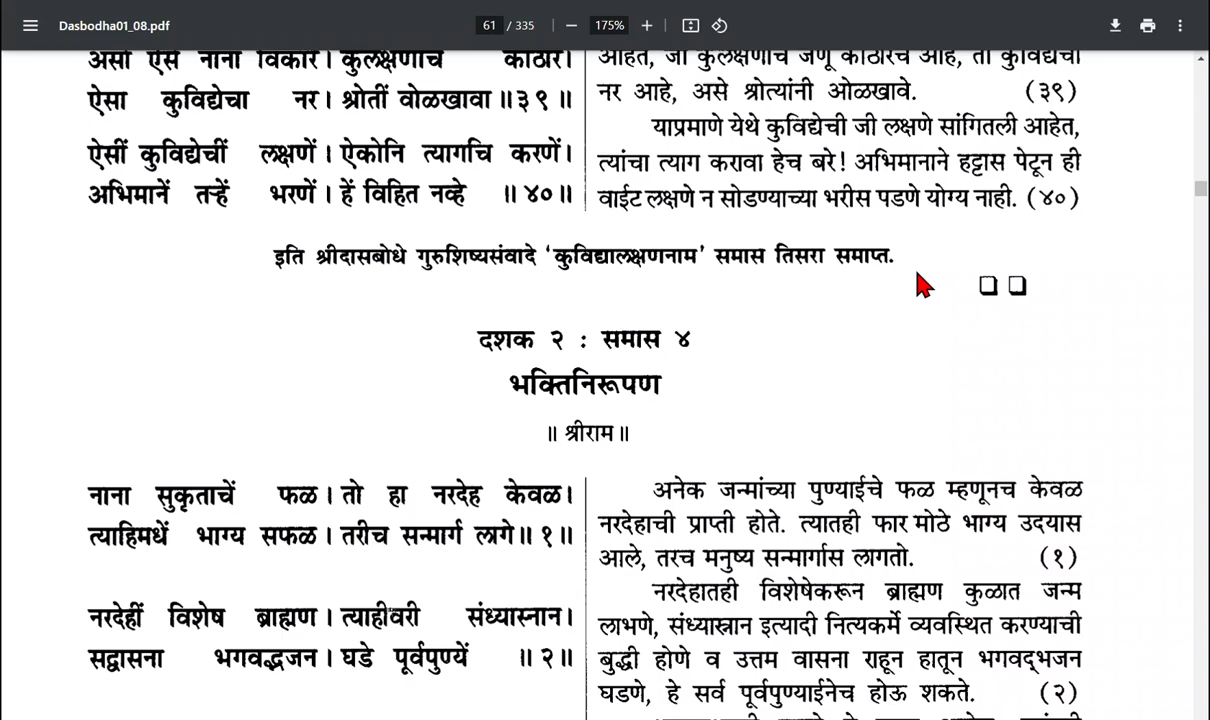 Dasbodha01_08.pdf
61 / 335
175%
असो ऐसे नाना विकार। कुलक्षणाचे कोठार।
ऐसा कुविद्येचा नर। श्रोतीं वोळखावा॥३९॥
ऐसीं कुविद्येचीं लक्षणें। ऐकोनि त्यागचि करणें।
अभिमानें तऱ्हें भरणें। हें विहित नव्हे ॥४०॥
आहेत, जो कुलक्षणांचे जणू कोठारच आहे, तो कुविद्येचा
नर आहे, असे श्रोत्यांनी ओळखावे. (३९)
याप्रमाणे येथे कुविद्येची जी लक्षणे सांगितली आहेत,
त्यांचा त्याग करावा हेच बरे! अभिमानाने हट्टास पेटून ही
वाईट लक्षणे न सोडण्याच्या भरीस पडणे योग्य नाही. (४०)
इति श्रीदासबोधे गुरुशिष्यसंवादे ‘कुविद्यालक्षणनाम’ समास तिसरा समाप्त.
दशक २ : समास ४
भक्तिनिरूपण
॥ श्रीराम॥
नाना सुकृताचें फळ। तो हा नरदेह केवळ।
त्याहिमधें भाग्य सफळ। तरीच सन्मार्ग लागे॥१॥
नरदेहीं विशेष ब्राह्मण। त्याहीवरी संध्यास्नान।
सद्वासना भगवद्भजन। घडे पूर्वपुण्यें ॥२॥
अनेक जन्मांच्या पुण्याईचे फळ म्हणूनच केवळ
नरदेहाची प्राप्ती होते. त्यातही फार मोठे भाग्य उदयास
आले, तरच मनुष्य सन्मार्गास लागतो. (१)
नरदेहातही विशेषेकरून ब्राह्मण कुळात जन्म
लाभणे, संध्यास्नान इत्यादी नित्यकर्मे व्यवस्थित करण्याची
बुद्धी होणे व उत्तम वासना राहून हातून भगवद्‌भजन
घडणे, हे सर्व पूर्वपुण्याईनेच होऊ शकते. (२)